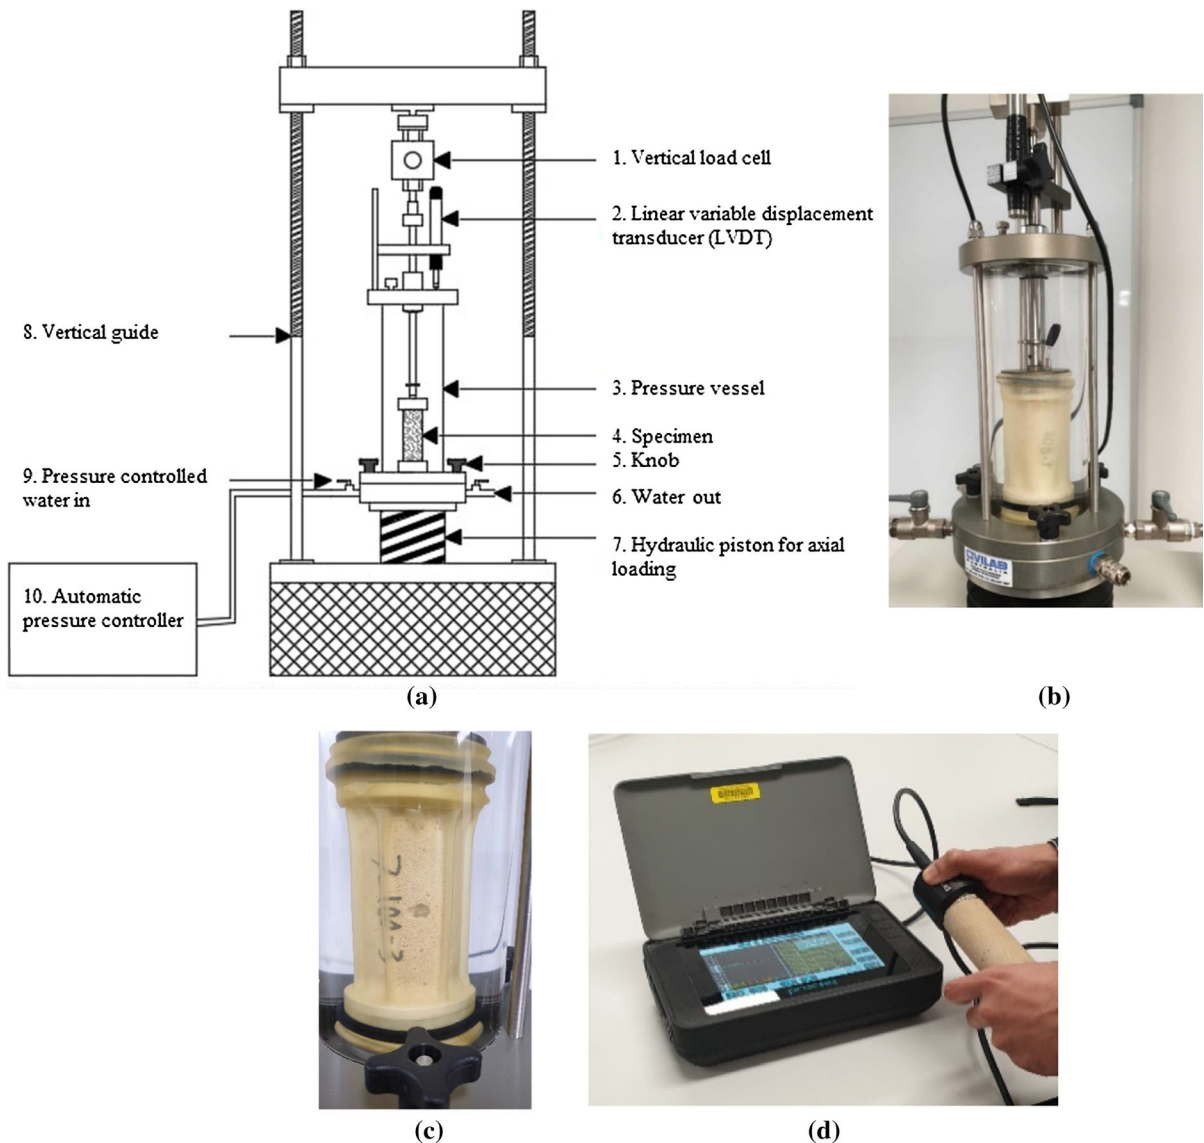 1. Vertical load cell
2. Linear variable displacement
transducer (LVDT)
8. Vertical guide
3. Pressure vessel
4. Specimen
5. Knob
9. Pressure controlled
water in
6. Water out
7. Hydraulic piston for axial
loading
10. Automatic
pressure controller
CIVILAB
AUSTRALIA
(a)
(b)
(c)
(d)